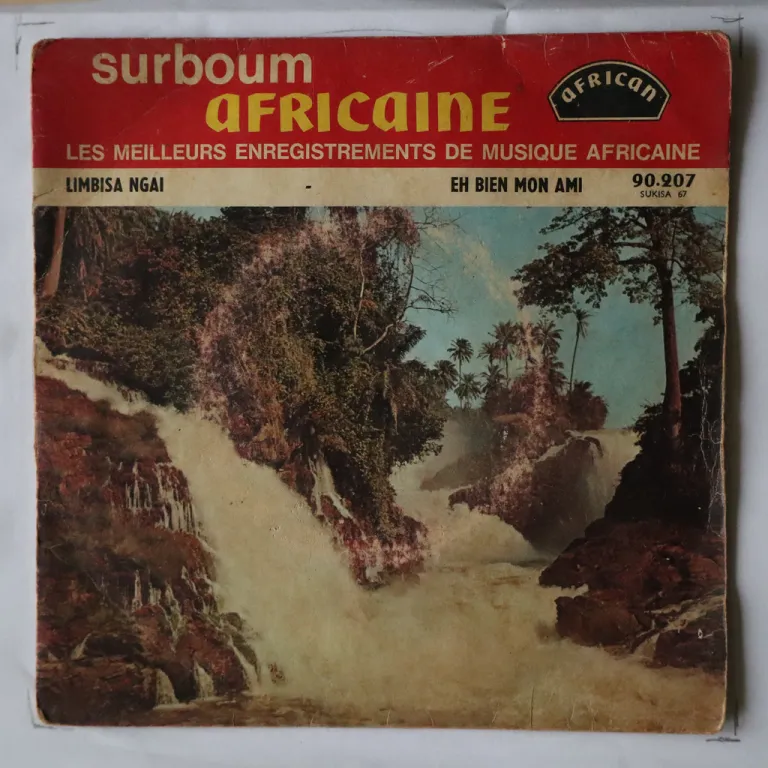 surboum
AFRICAINE
AFRICAN
LES MEILLEURS ENREGISTREMENTS DE MUSIQUE AFRICAINE
LIMBISA NGAI - EH BIEN MON AMI 90.207
SUKISA 67